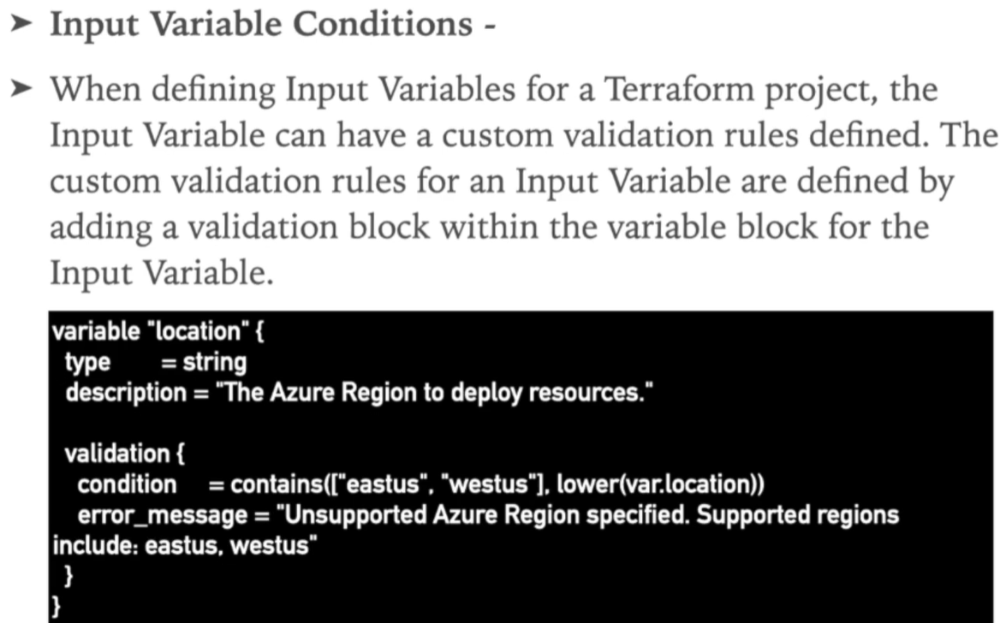 ➤ Input Variable Conditions -
➤ When defining Input Variables for a Terraform project, the
Input Variable can have a custom validation rules defined. The
custom validation rules for an Input Variable are defined by
adding a validation block within the variable block for the
Input Variable.
variable "location" {
type = string
description = "The Azure Region to deploy resources."
validation {
condition = contains(["eastus", "westus"], lower(var.location))
error_message = "Unsupported Azure Region specified. Supported regions
include: eastus, westus"
}
}